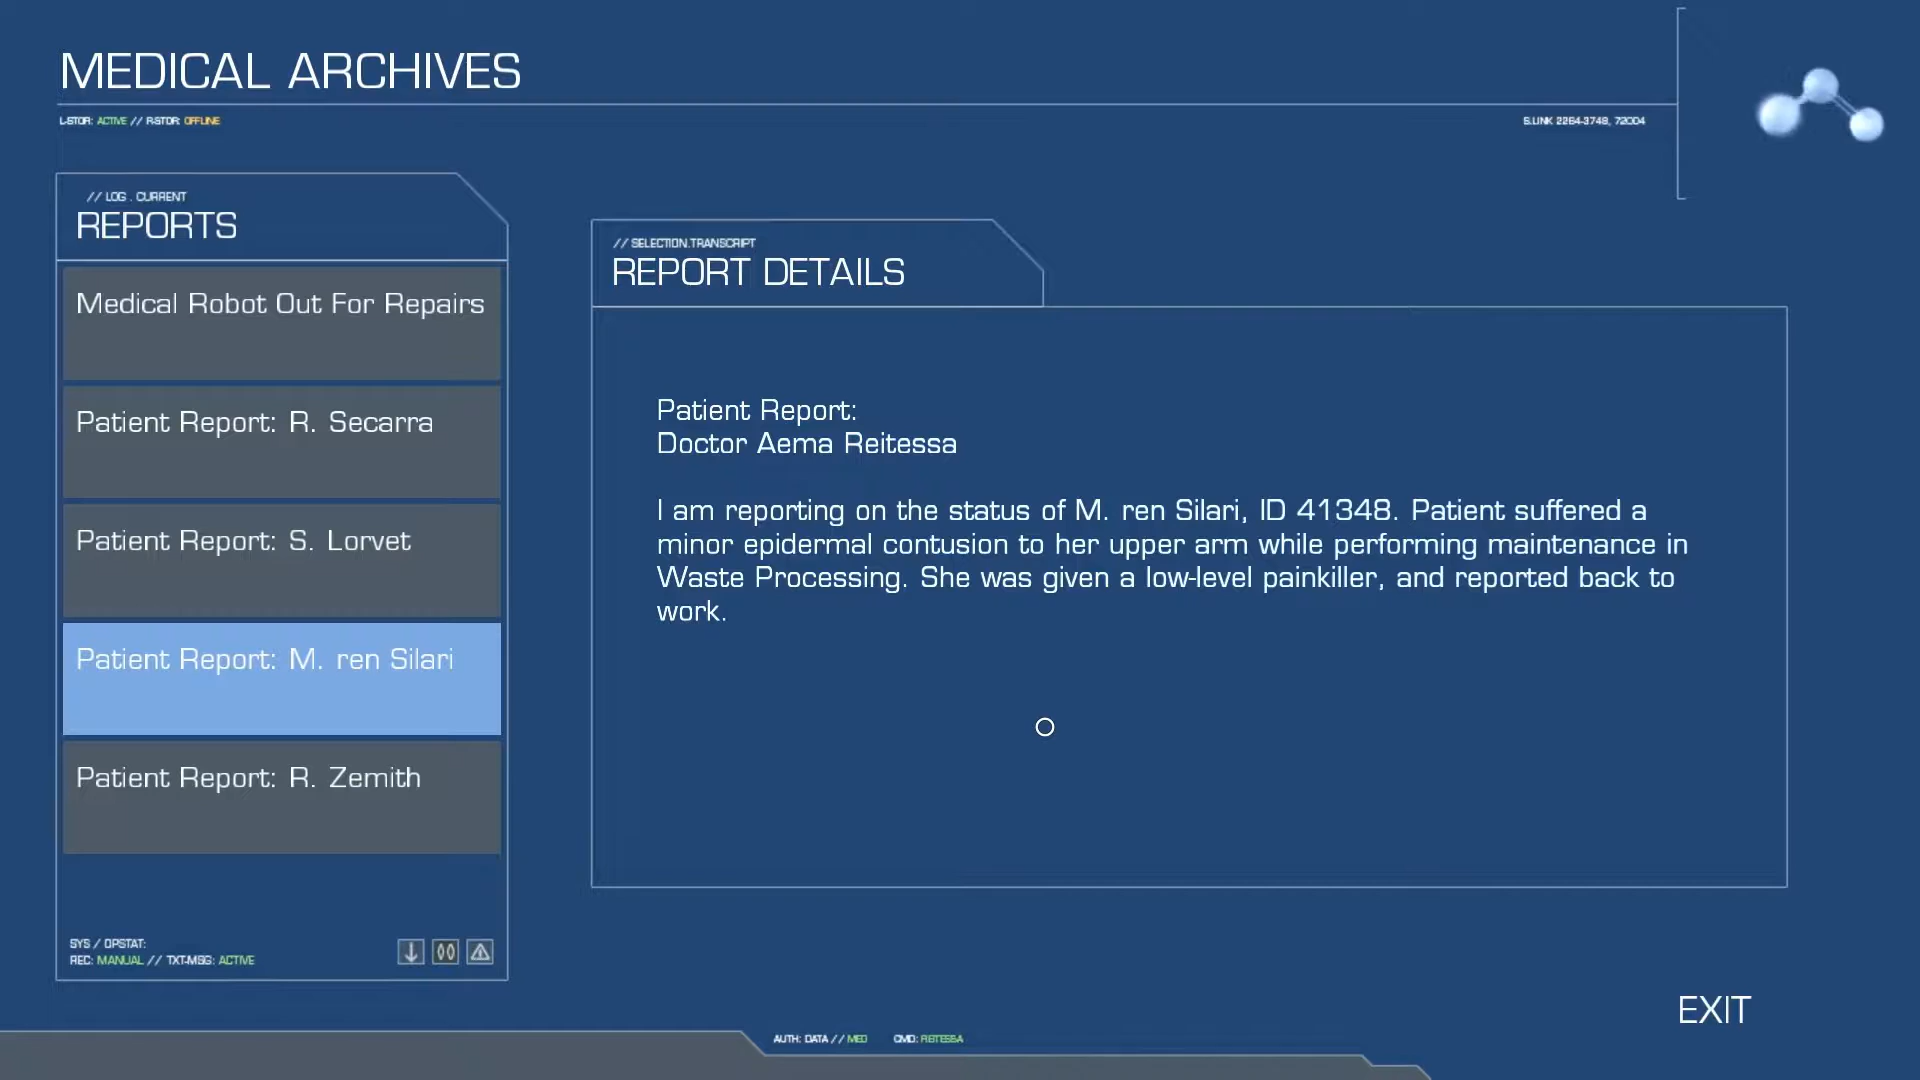 MEDICAL ARCHIVES
L-STOR: ACTIVE // R-STOR: OFFLINE
S.LINK 2264-3748, 72004
// LOG . CURRENT
REPORTS
Medical Robot Out For Repairs
Patient Report: R. Secarra
Patient Report: S. Lorvet
Patient Report: M. ren Silari
Patient Report: R. Zemith
SYS / OPSTAT:
REC: MANUAL // TXT-MSG: ACTIVE
// SELECTION.TRANSCRIPT
REPORT DETAILS
Patient Report:
Doctor Aema Reitessa
I am reporting on the status of M. ren Silari, ID 41348. Patient suffered a
minor epidermal contusion to her upper arm while performing maintenance in
Waste Processing. She was given a low-level painkiller, and reported back to
work.
EXIT
AUTH: DATA // MED CMD: REITESSA